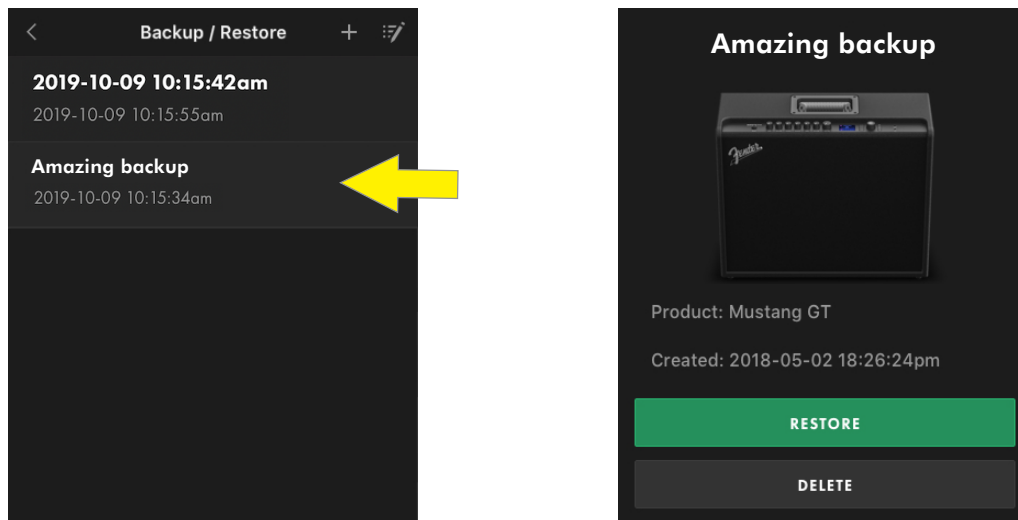 Backup / Restore
2019-10-09 10:15:42am
2019-10-09 10:15:55am
Amazing backup
2019-10-09 10:15:34am
Amazing backup
Fender
Product: Mustang GT
Created: 2018-05-02 18:26:24pm
RESTORE
DELETE